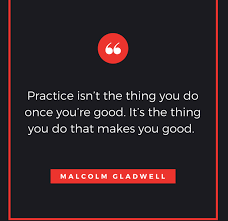 “
Practice isn't the thing you do
once you're good. It's the thing
you do that makes you good.
MALCOLM GLADWELL